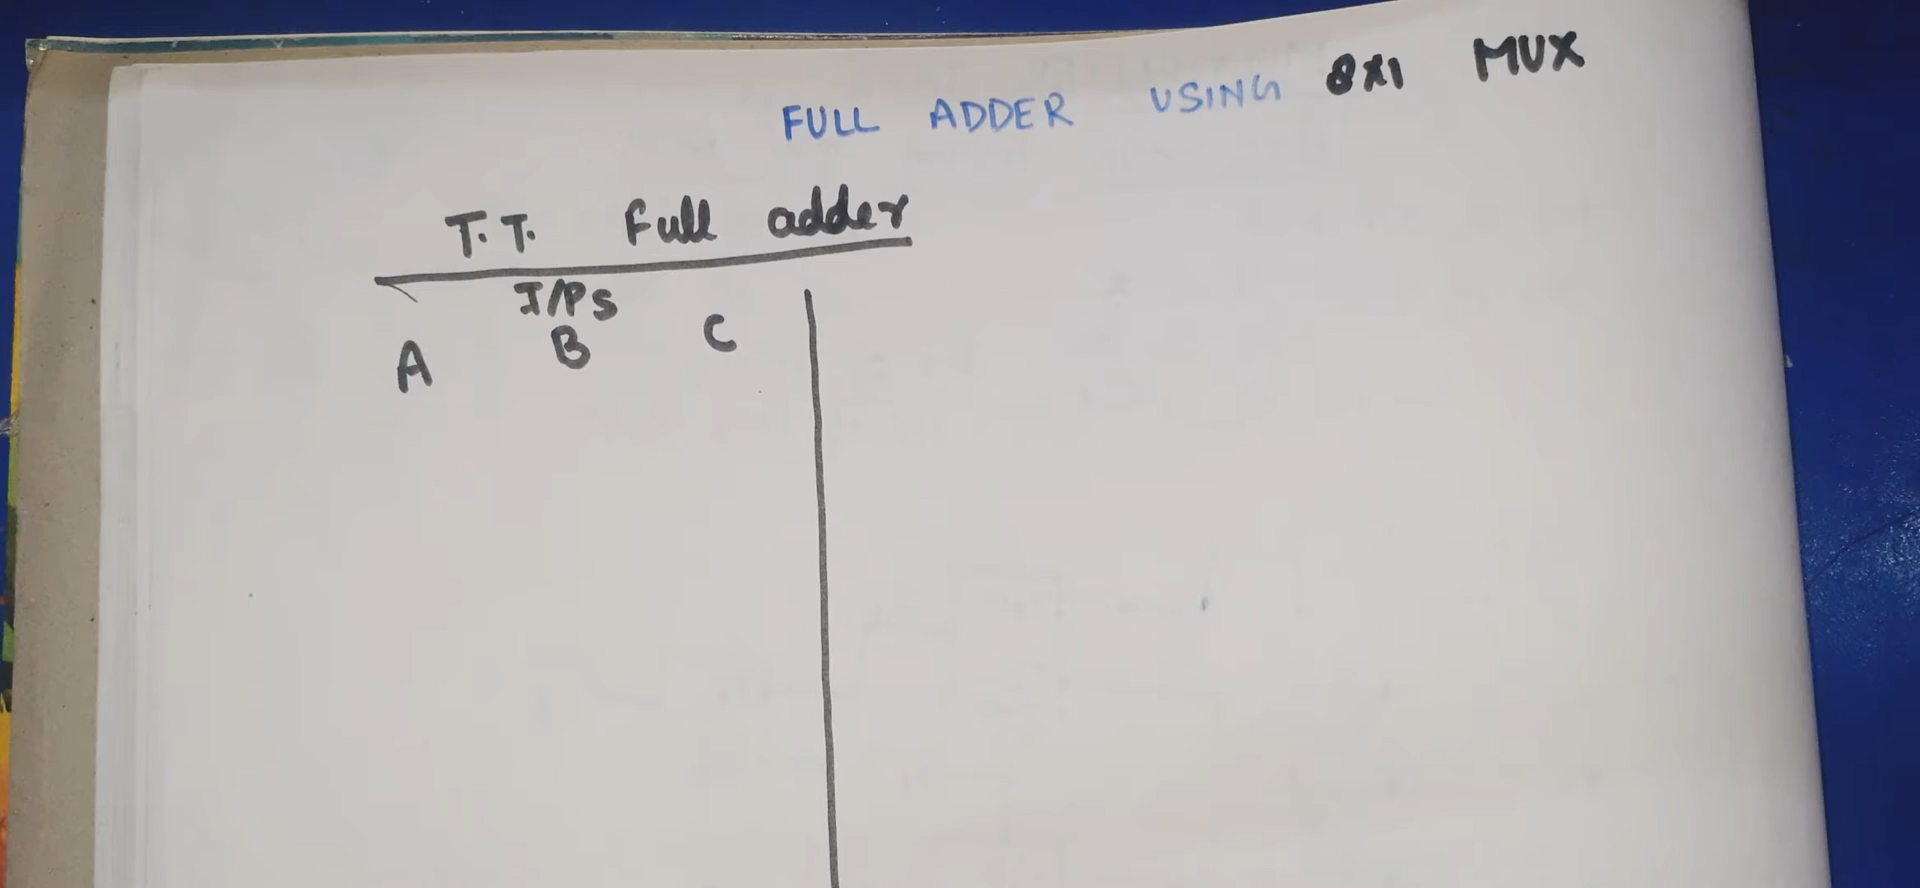 FULL ADDER USING 8X1 MUX
T.T. Full adder
I/PS
A B C